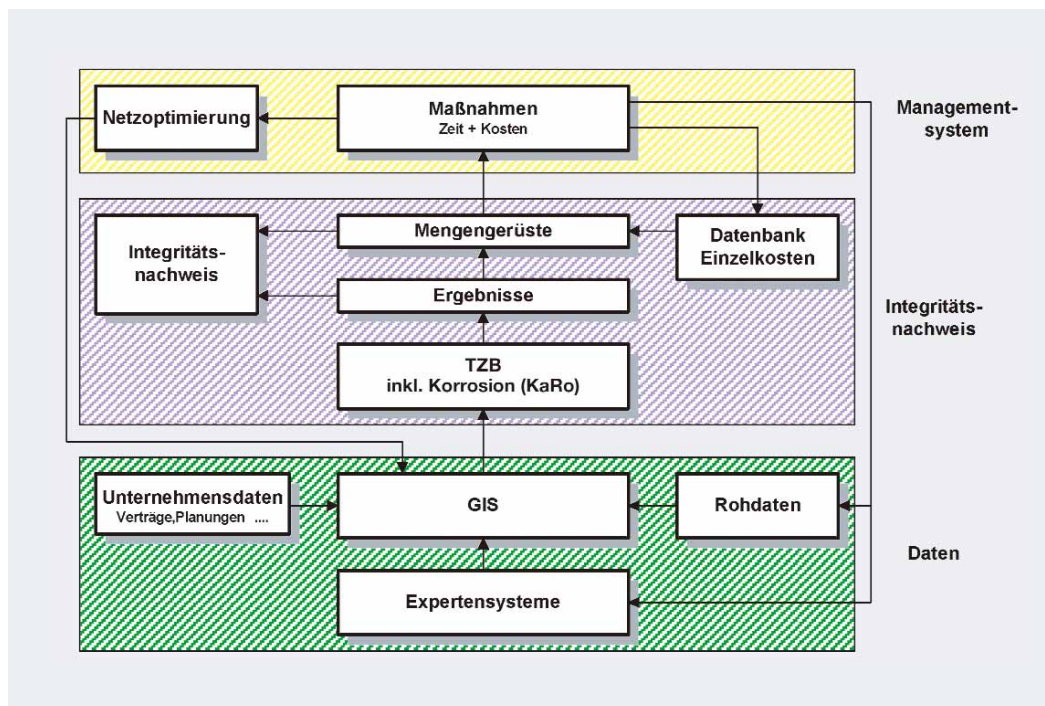 Netzoptimierung
Maßnahmen
Zeit + Kosten
Management-
system
Integritäts-
nachweis
Mengengerüste
Datenbank
Einzelkosten
Ergebnisse
Integritäts-
nachweis
TZB
inkl. Korrosion (KaRo)
Unternehmensdaten
Verträge,Planungen ....
GIS
Rohdaten
Daten
Expertensysteme